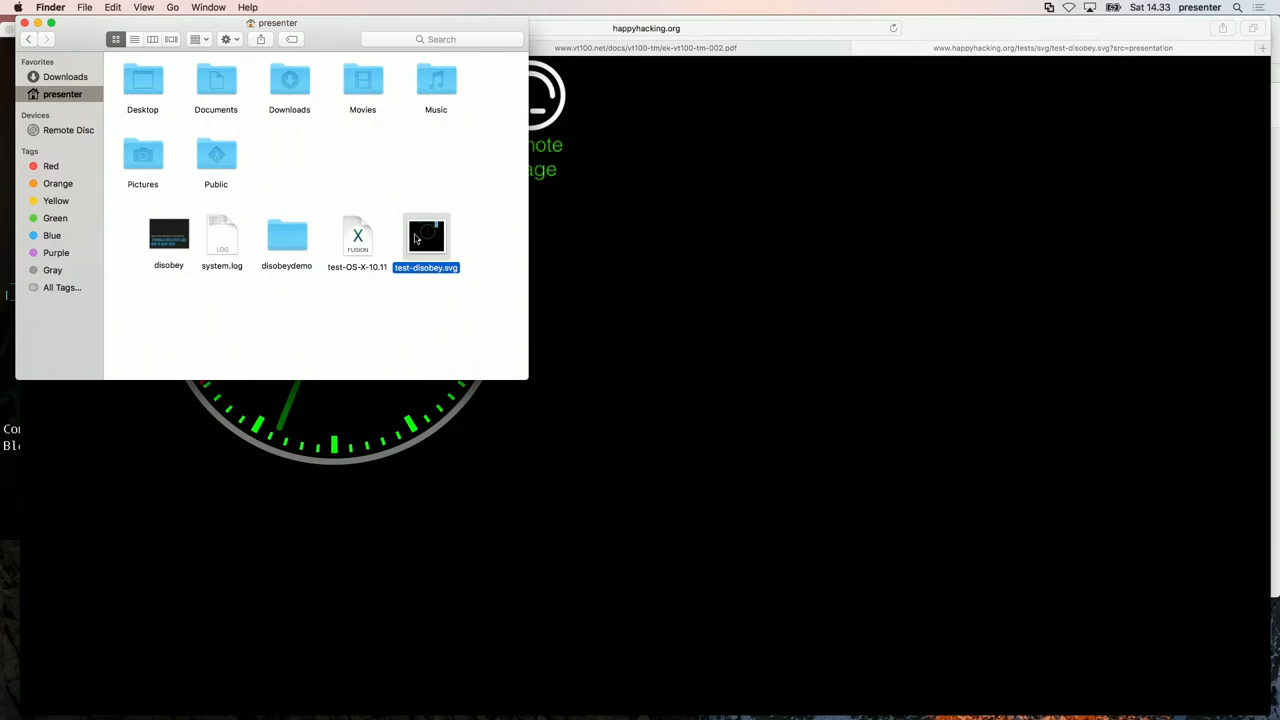 Finder File Edit View Go Window Help
Sat 14.33 presenter
presenter
Search
Favorites
Downloads
presenter
Devices
Remote Disc
Tags
Red
Orange
Yellow
Green
Blue
Purple
Gray
All Tags...
Desktop Documents Downloads Movies Music
Pictures Public
LOG
FUSION
disobey system.log disobeydemo test-OS-X-10.11 test-disobey.svg
happyhacking.org
www.vt100.net/docs/vt100-tm/ek-vt100-tm-002.pdf
www.happyhacking.org/tests/svg/test-disobey.svg?src=presentation